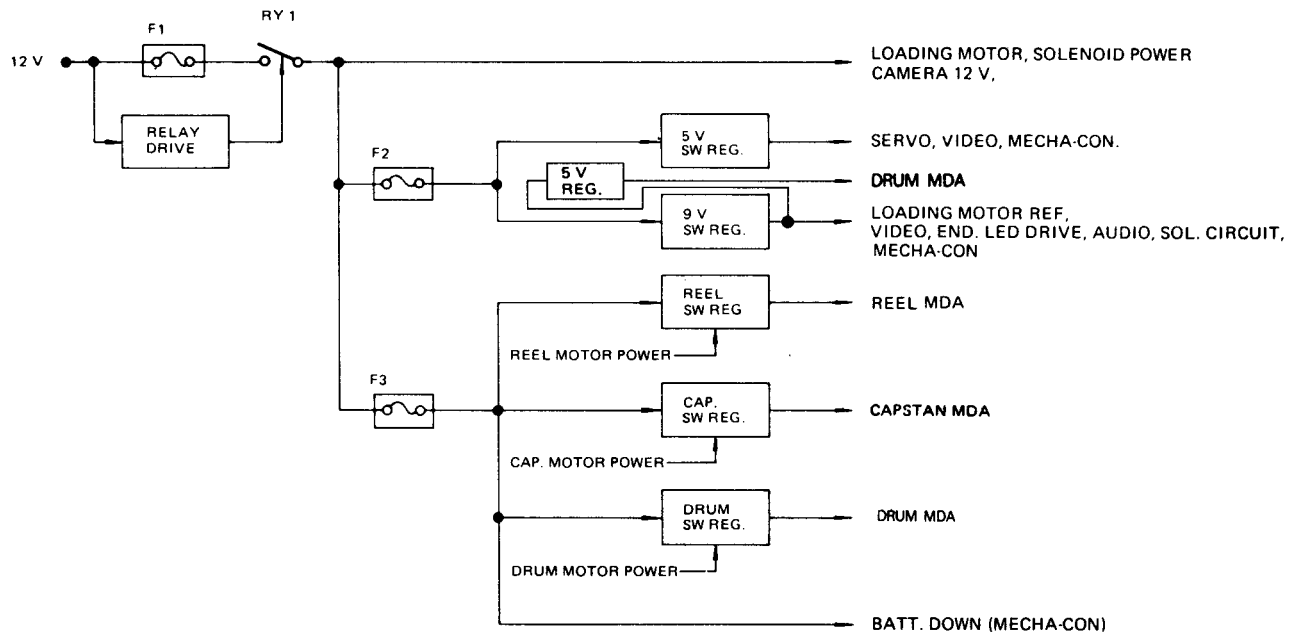 F1
RY 1
12 V
LOADING MOTOR, SOLENOID POWER
CAMERA 12 V,
RELAY
DRIVE
F2
5 V
SW REG.
SERVO, VIDEO, MECHA-CON.
5 V
REG.
DRUM MDA
9 V
SW REG.
LOADING MOTOR REF,
VIDEO, END. LED DRIVE, AUDIO, SOL. CIRCUIT,
MECHA-CON
REEL
SW REG
REEL MDA
REEL MOTOR POWER
F3
CAP.
SW REG.
CAPSTAN MDA
CAP. MOTOR POWER
DRUM
SW REG.
DRUM MDA
DRUM MOTOR POWER
BATT. DOWN (MECHA-CON)